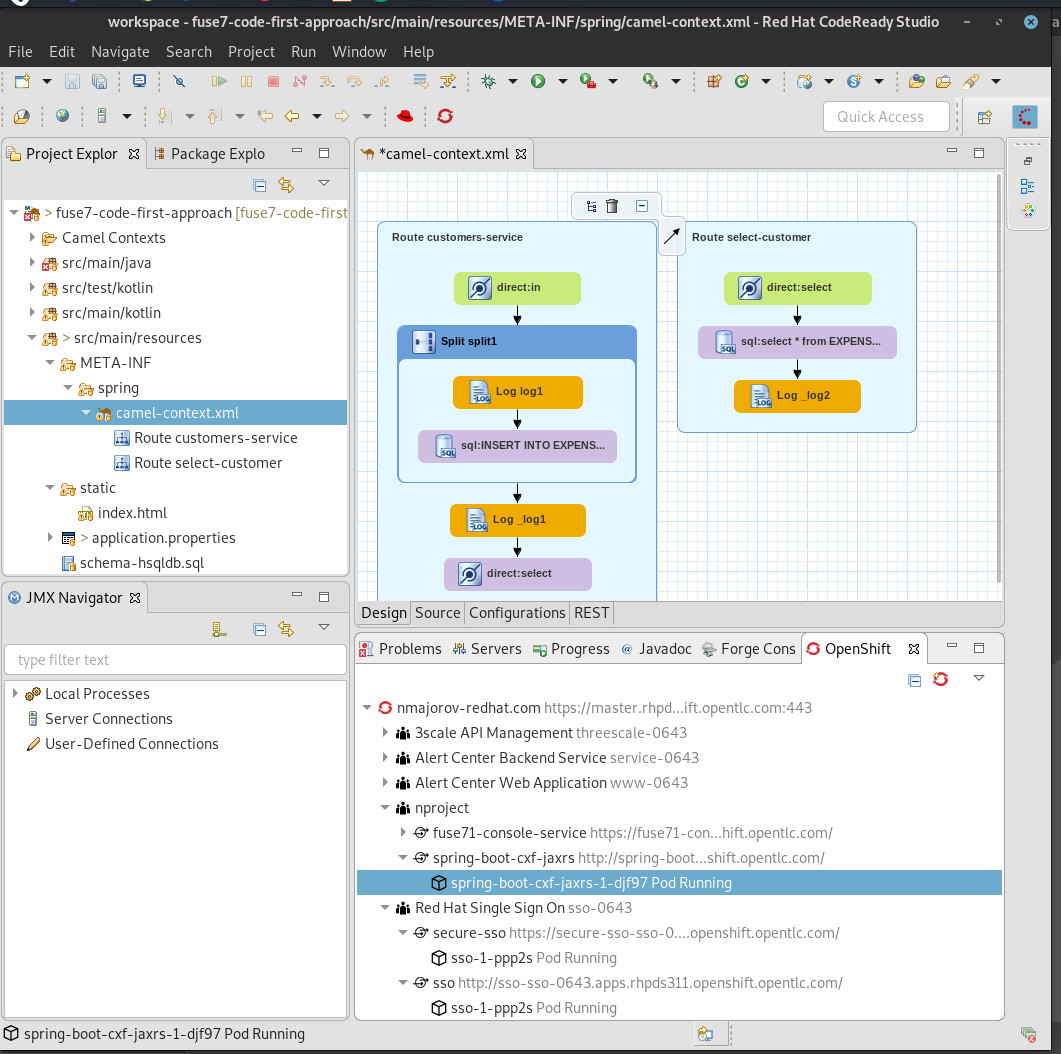 workspace - fuse7-code-first-approach/src/main/resources/META-INF/spring/camel-context.xml - Red Hat CodeReady Studio
File Edit Navigate Search Project Run Window Help
Quick Access
Project Explor
Package Explo
> fuse7-code-first-approach [fuse7-code-first
Camel Contexts
src/main/java
src/test/kotlin
src/main/kotlin
> src/main/resources
META-INF
spring
camel-context.xml
Route customers-service
Route select-customer
static
index.html
> application.properties
schema-hsqldb.sql
JMX Navigator
type filter text
Local Processes
Server Connections
User-Defined Connections
*camel-context.xml
Route customers-service
direct:in
Split split1
Log log1
sql:INSERT INTO EXPENS...
Log _log1
direct:select
Route select-customer
direct:select
sql:select * from EXPENS...
Log _log2
Design Source Configurations REST
Problems Servers Progress Javadoc Forge Cons OpenShift
nmajorov-redhat.com https://master.rhpd...ift.opentlc.com:443
3scale API Management threescale-0643
Alert Center Backend Service service-0643
Alert Center Web Application www-0643
nproject
fuse71-console-service https://fuse71-con...hift.opentlc.com/
spring-boot-cxf-jaxrs http://spring-boot...shift.opentlc.com/
spring-boot-cxf-jaxrs-1-djf97 Pod Running
Red Hat Single Sign On sso-0643
secure-sso https://secure-sso-sso-0....openshift.opentlc.com/
sso-1-ppp2s Pod Running
sso http://sso-sso-0643.apps.rhpds311.openshift.opentlc.com/
sso-1-ppp2s Pod Running
spring-boot-cxf-jaxrs-1-djf97 Pod Running